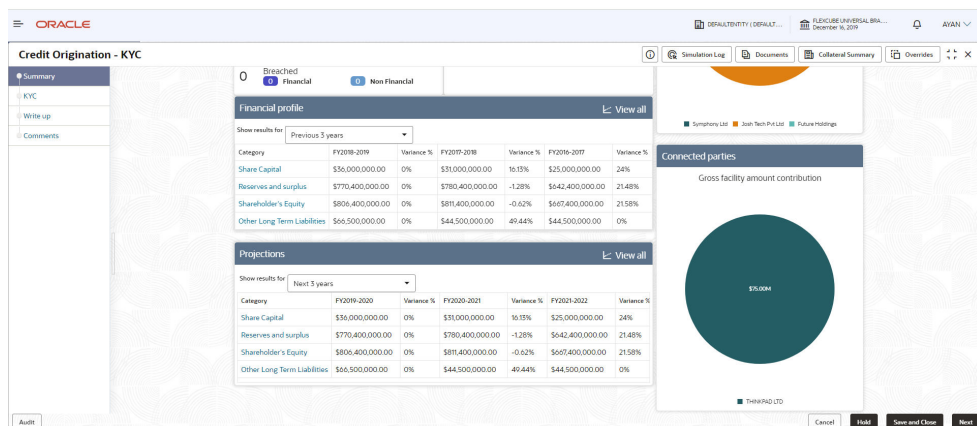 ORACLE
DEFAULTENTITY ( DEFAULT....
FLEXCUBE UNIVERSAL BRA....
December 16, 2019
AYAN
Credit Origination - KYC
Simulation Log
Documents
Collateral Summary
Overrides
Summary
KYC
Write up
Comments
0 Breached
0 Financial 0 Non Financial
Financial profile View all
Show results for Previous 3 years
Category FY2018-2019 Variance % FY2017-2018 Variance % FY2016-2017 Variance %
Share Capital $36,000,000.00 0% $31,000,000.00 16.13% $25,000,000.00 24%
Reserves and surplus $770,400,000.00 0% $780,400,000.00 -1.28% $642,400,000.00 21.48%
Shareholder's Equity $806,400,000.00 0% $811,400,000.00 -0.62% $667,400,000.00 21.58%
Other Long Term Liabilities $66,500,000.00 0% $44,500,000.00 49.44% $44,500,000.00 0%
Projections View all
Show results for Next 3 years
Category FY2019-2020 Variance % FY2020-2021 Variance % FY2021-2022 Variance %
Share Capital $36,000,000.00 0% $31,000,000.00 16.13% $25,000,000.00 24%
Reserves and surplus $770,400,000.00 0% $780,400,000.00 -1.28% $642,400,000.00 21.48%
Shareholder's Equity $806,400,000.00 0% $811,400,000.00 -0.62% $667,400,000.00 21.58%
Other Long Term Liabilities $66,500,000.00 0% $44,500,000.00 49.44% $44,500,000.00 0%
Symphony Ltd Josh Tech Pvt Ltd Future Holdings
Connected parties
Gross facility amount contribution
$75.00M
THINKPAD LTD
Audit
Cancel
Hold
Save and Close
Next